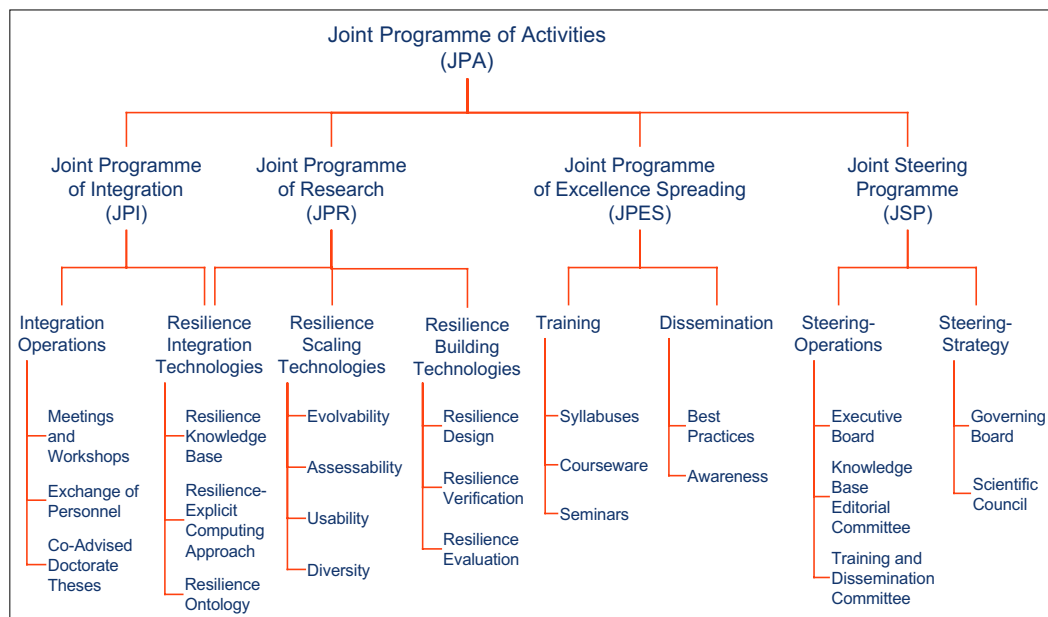 Joint Programme of Activities
(JPA)
Joint Programme
of Integration
(JPI)
Joint Programme
of Research
(JPR)
Joint Programme
of Excellence Spreading
(JPES)
Joint Steering
Programme
(JSP)
Integration
Operations
Meetings
and
Workshops
Exchange of
Personnel
Co-Advised
Doctorate
Theses
Resilience
Integration
Technologies
Resilience
Knowledge
Base
Resilience-
Explicit
Computing
Approach
Resilience
Ontology
Resilience
Scaling
Technologies
Evolvability
Assessability
Usability
Diversity
Resilience
Building
Technologies
Resilience
Design
Resilience
Verification
Resilience
Evaluation
Training
Syllabuses
Courseware
Seminars
Dissemination
Best
Practices
Awareness
Steering-
Operations
Executive
Board
Knowledge
Base
Editorial
Committee
Training and
Dissemination
Committee
Steering-
Strategy
Governing
Board
Scientific
Council